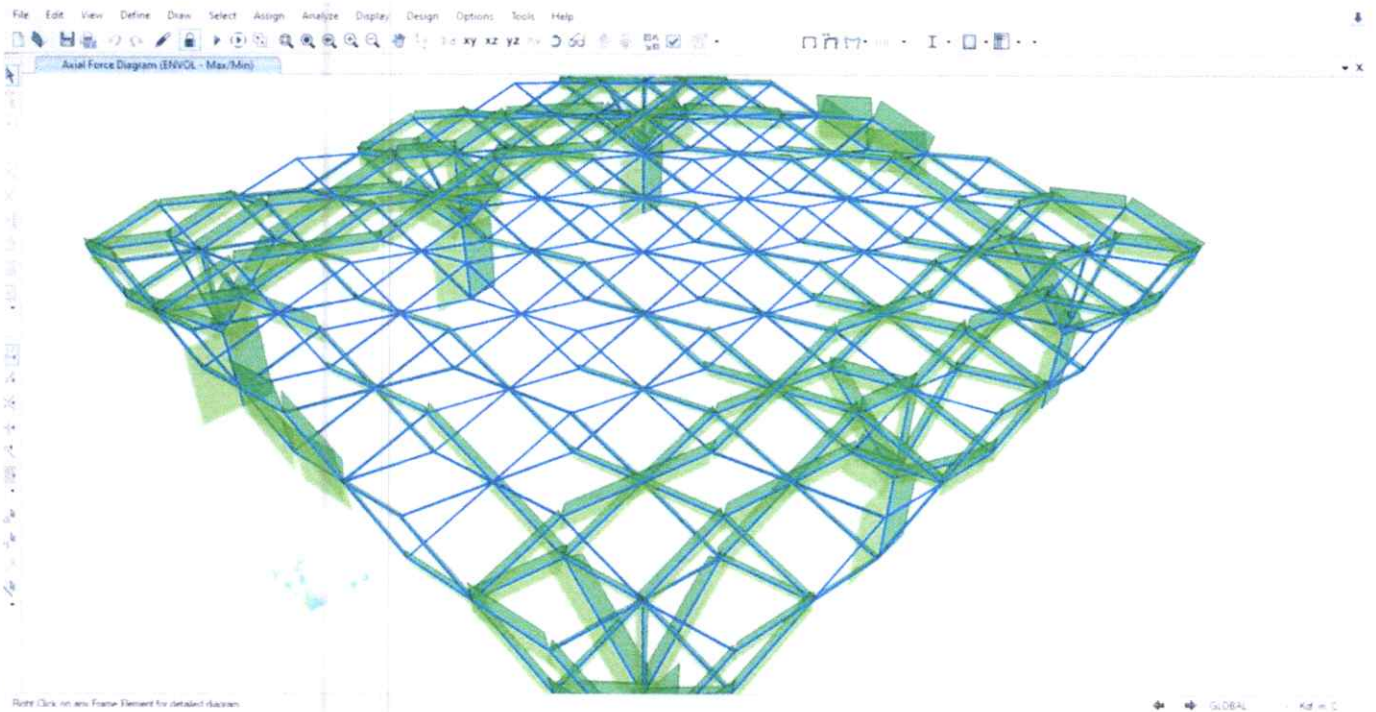 File Edit View Define Draw Select Assign Analyze Display Design Options Tools Help
xy xz yz
Axial Force Diagram (ENVOL - Max/Min)
Right Click on any Frame Element for detailed diagram
GLOBAL Kgf, m, C